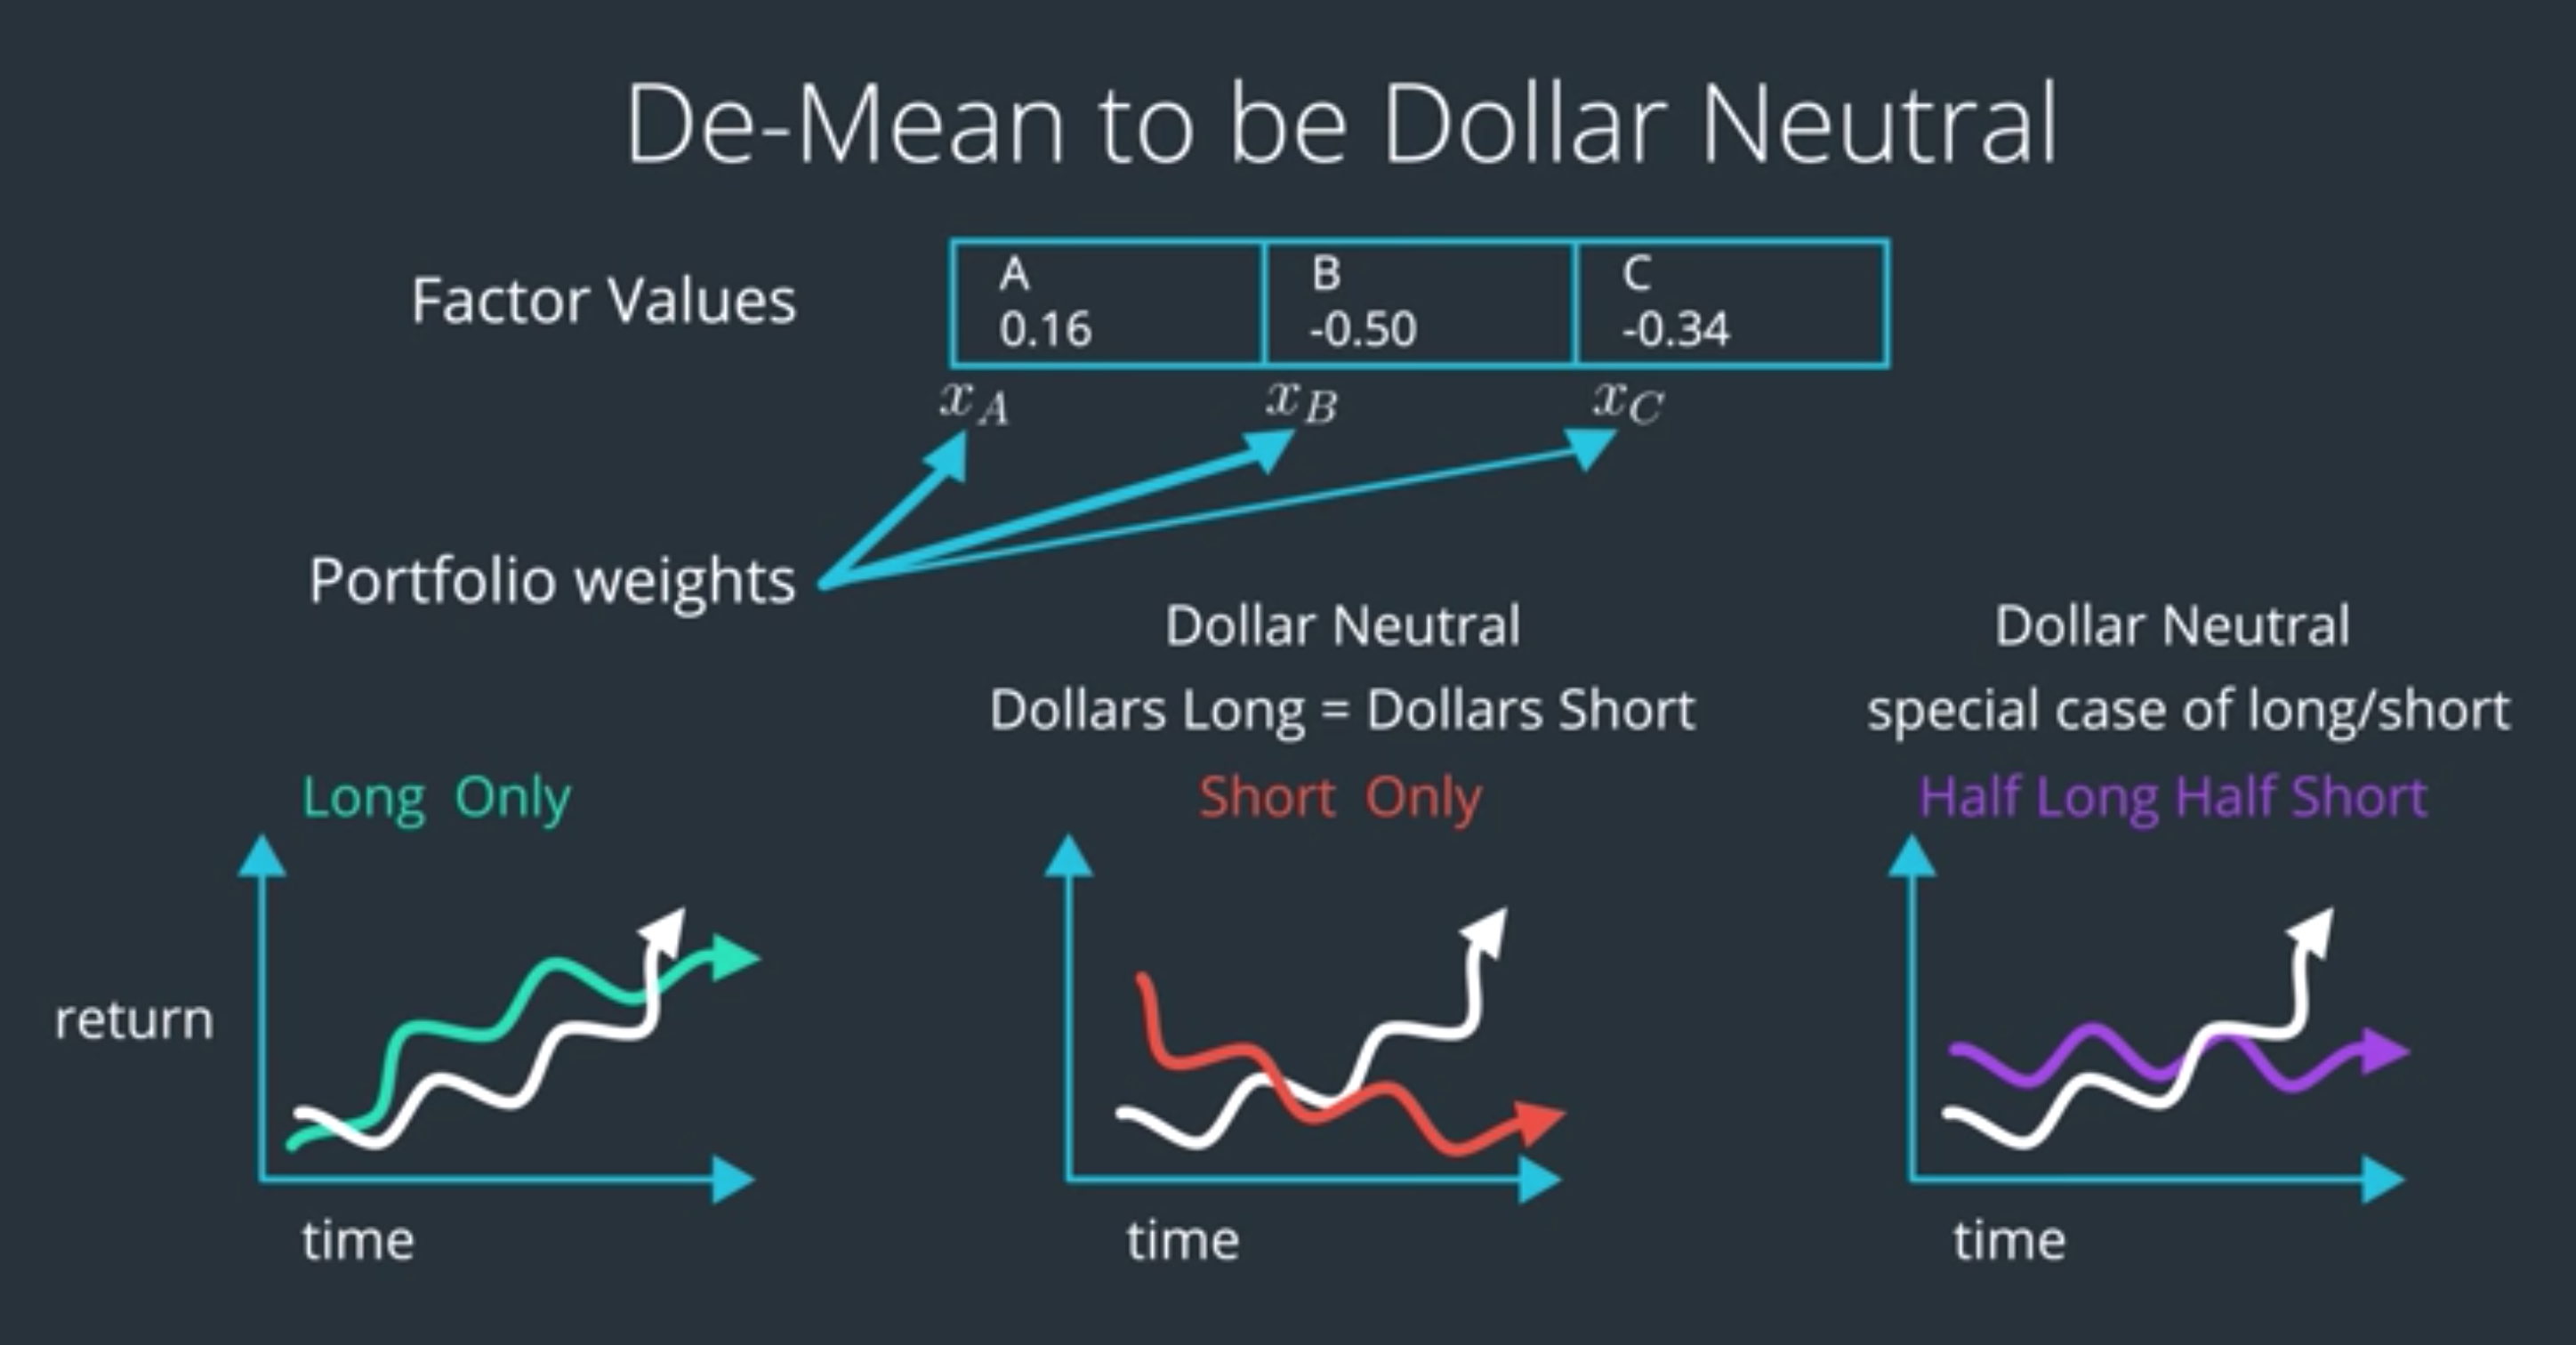 De-Mean to be Dollar Neutral
Factor Values
A
0.16
B
-0.50
C
-0.34
x_A
x_B
x_C
Portfolio weights
Dollar Neutral
Dollars Long = Dollars Short
Dollar Neutral
special case of long/short
Long Only
Short Only
Half Long Half Short
return
time
time
time